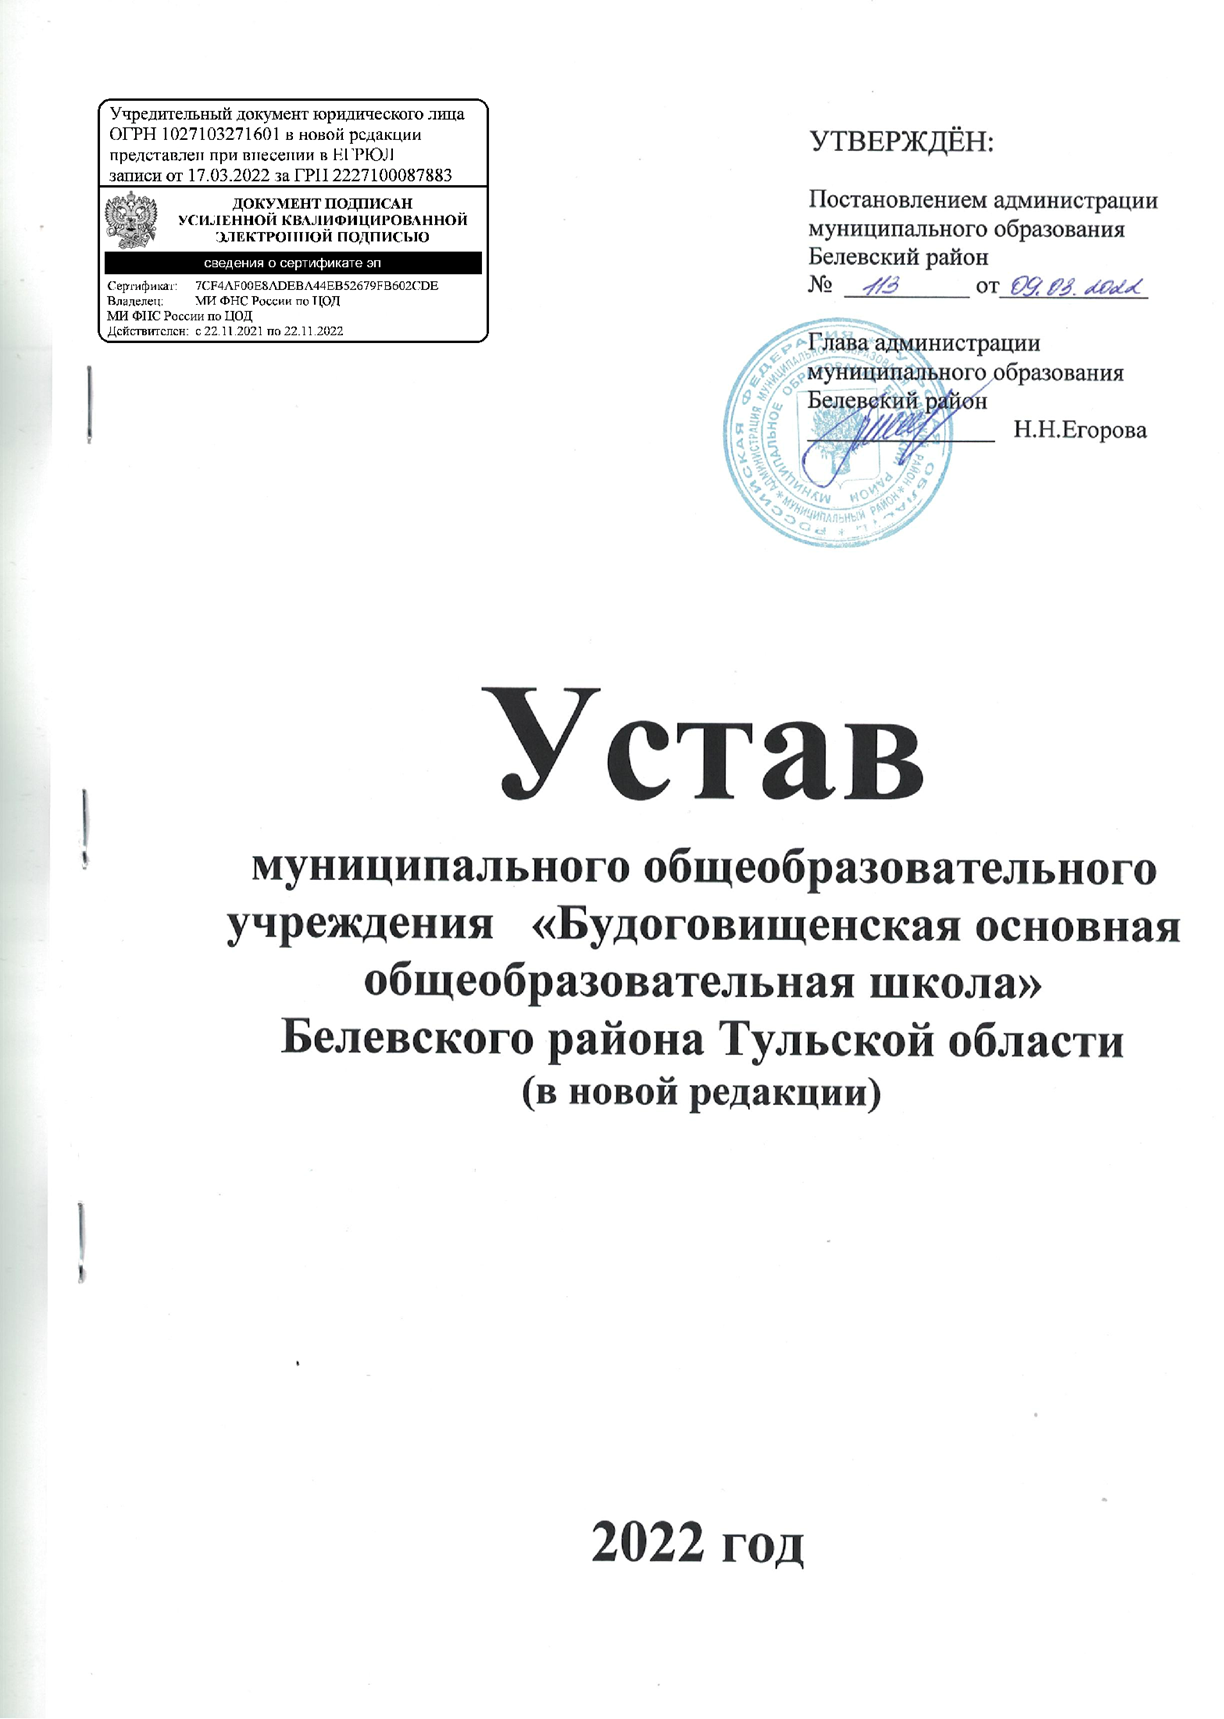 Учредительный документ юридического лица
ОГРН 1027103271601 в новой редакции
представлен при внесении в ЕГРЮЛ
записи от 17.03.2022 за ГРН 2227100087883
ДОКУМЕНТ ПОДПИСАН
УСИЛЕННОЙ КВАЛИФИЦИРОВАННОЙ
ЭЛЕКТРОННОЙ ПОДПИСЬЮ
сведения о сертификате эп
Сертификат: 7CF4AF00E8ADEBA44EB52679FB602CDE
Владелец: МИ ФНС России по ЦОД
МИ ФНС России по ЦОД
Действителен: с 22.11.2021 по 22.11.2022
УТВЕРЖДЁН:
Постановлением администрации
муниципального образования
Белевский район
№ 113 от 09.03.2022
Глава администрации
муниципального образования
Белевский район
Н.Н.Егорова
Устав
муниципального общеобразовательного
учреждения «Будоговищенская основная
общеобразовательная школа»
Белевского района Тульской области
(в новой редакции)
2022 год